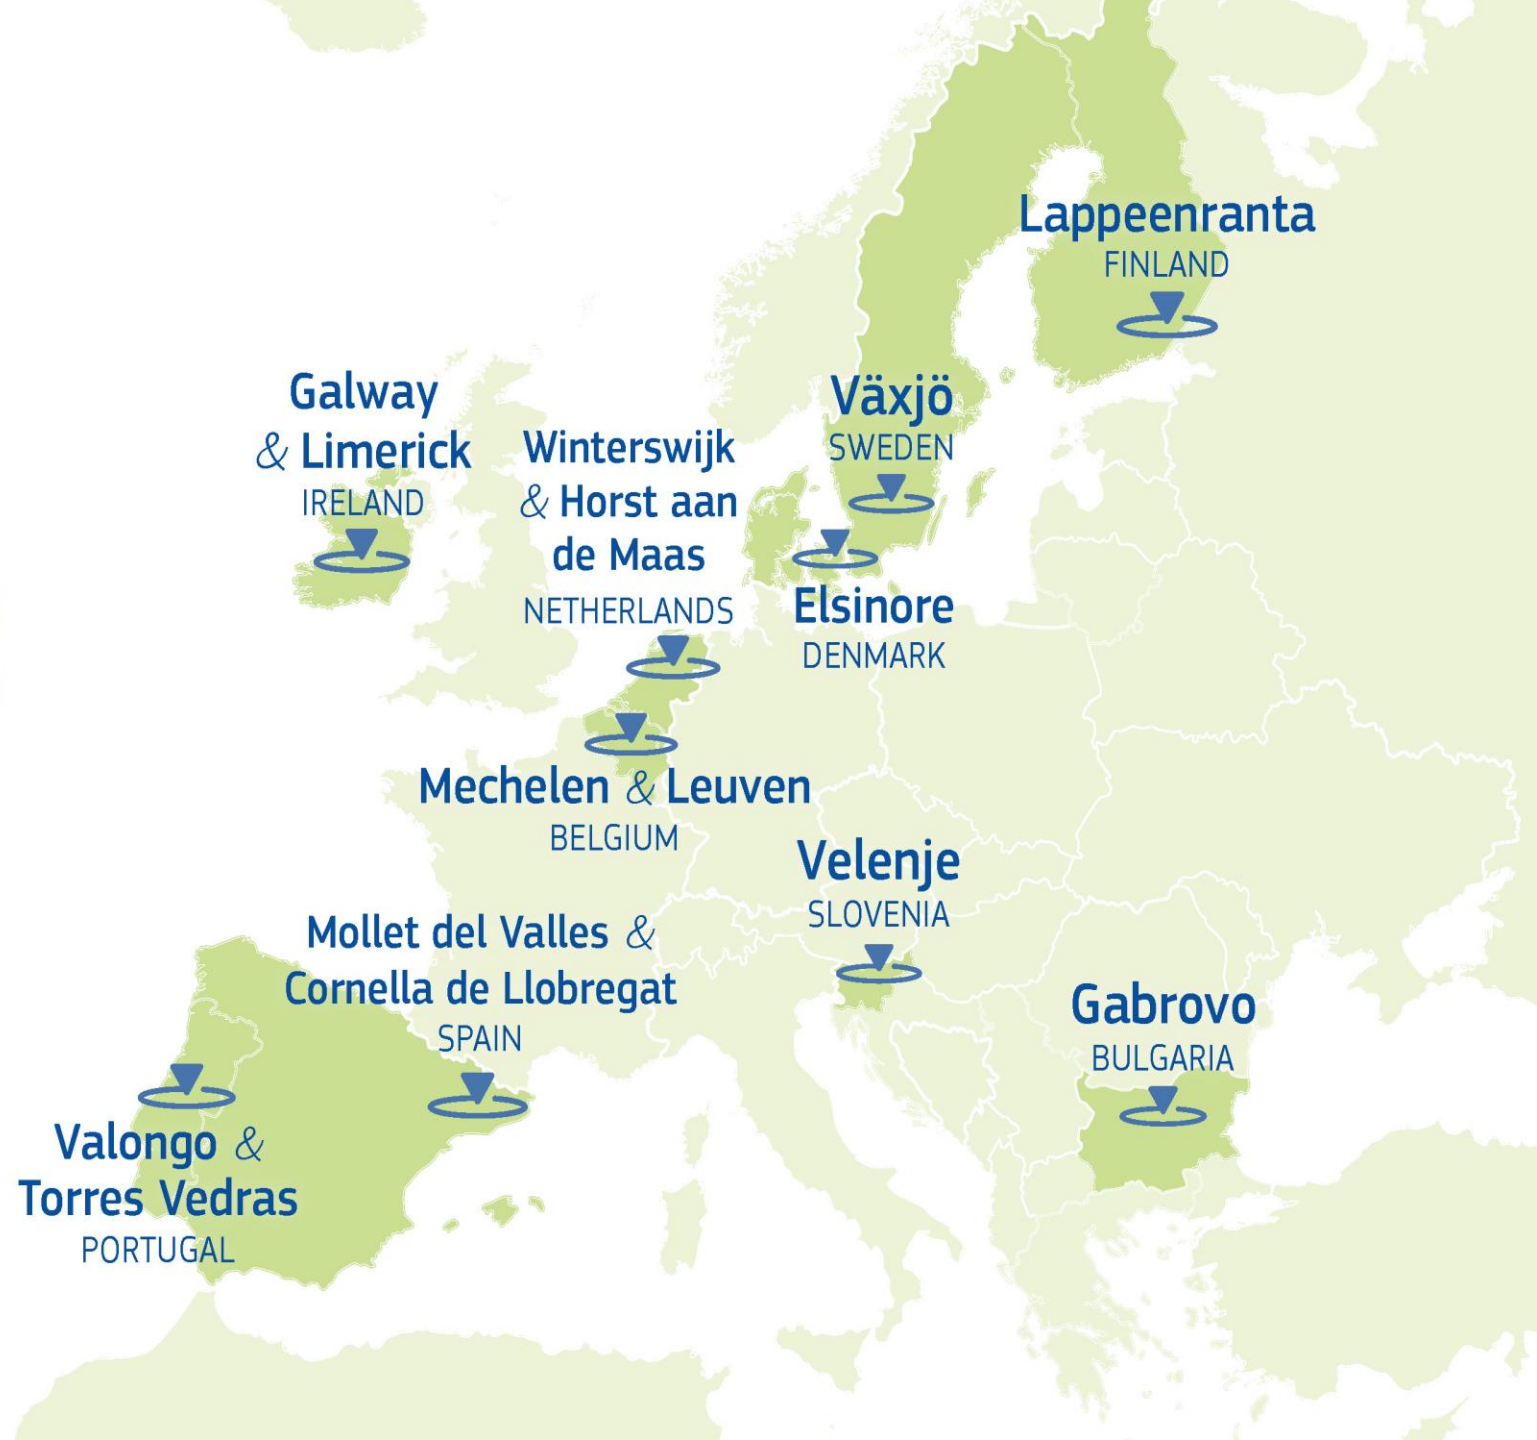 Lappeenranta
FINLAND
Galway
& Limerick
IRELAND
Winterswijk
& Horst aan
de Maas
NETHERLANDS
Växjö
SWEDEN
Elsinore
DENMARK
Mechelen & Leuven
BELGIUM
Velenje
SLOVENIA
Mollet del Valles &
Cornella de Llobregat
SPAIN
Gabrovo
BULGARIA
Valongo &
Torres Vedras
PORTUGAL